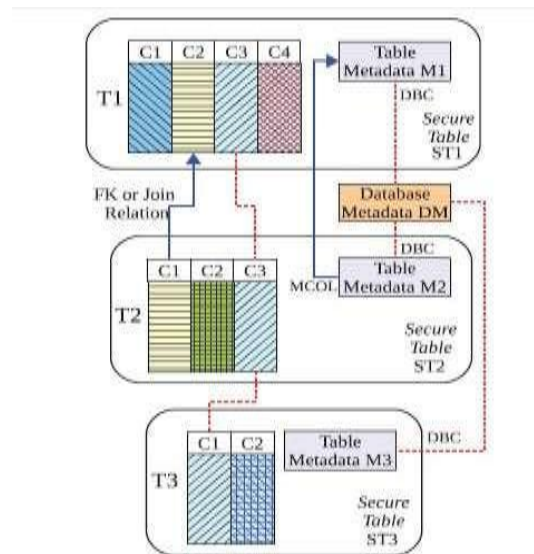 C1 C2 C3 C4
T1
Table
Metadata M1
DBC
Secure
Table
ST1
FK or Join
Relation
Database
Metadata DM
DBC
C1 C2 C3
T2
MCOL
Table
Metadata M2
Secure
Table
ST2
C1 C2
T3
Table
Metadata M3
DBC
Secure
Table
ST3